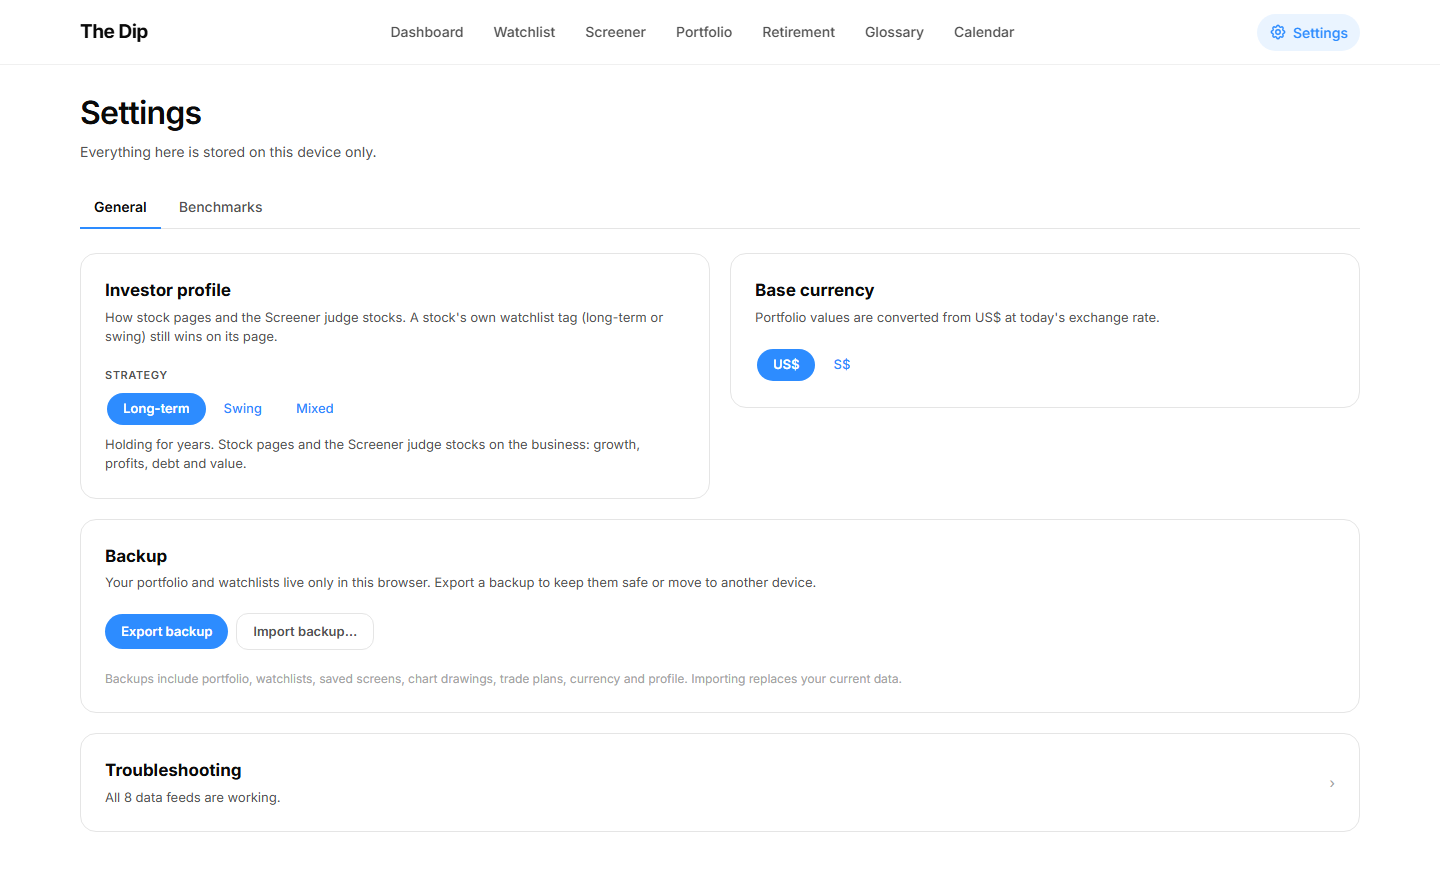 The Dip
Dashboard
Watchlist
Screener
Portfolio
Retirement
Glossary
Calendar
Settings
Settings
Everything here is stored on this device only.
General
Benchmarks
Investor profile
How stock pages and the Screener judge stocks. A stock's own watchlist tag (long-term or
swing) still wins on its page.
STRATEGY
Long-term
Swing
Mixed
Holding for years. Stock pages and the Screener judge stocks on the business: growth,
profits, debt and value.
Base currency
Portfolio values are converted from US$ at today's exchange rate.
US$
S$
Backup
Your portfolio and watchlists live only in this browser. Export a backup to keep them safe or move to another device.
Export backup
Import backup...
Backups include portfolio, watchlists, saved screens, chart drawings, trade plans, currency and profile. Importing replaces your current data.
Troubleshooting
All 8 data feeds are working.